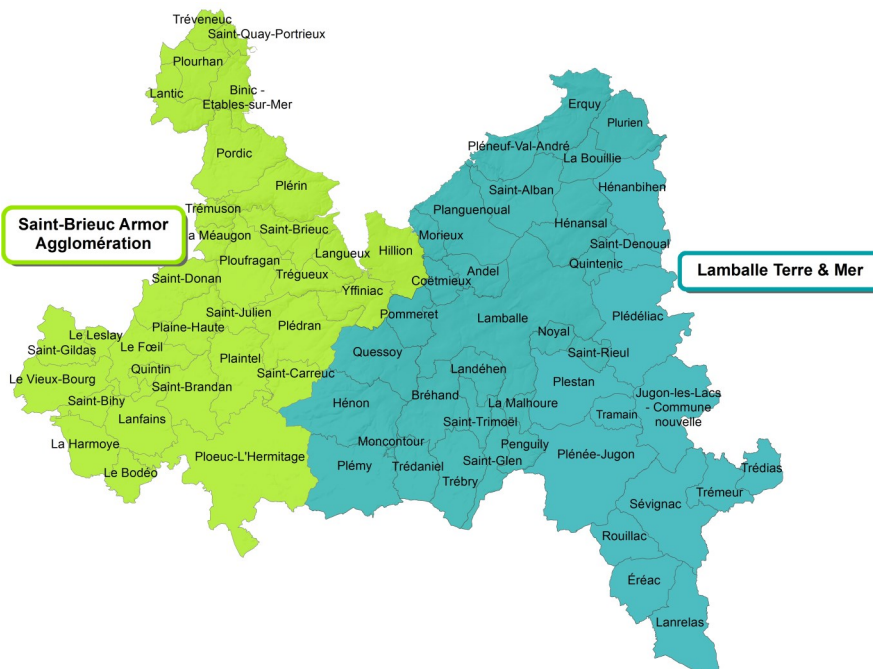 Tréveneuc
Saint-Quay-Portrieux
Plourhan
Lantic
Binic -
Etables-sur-Mer
Pordic
Plérin
Trémuson
a Méaugon
Saint-Brieuc
Ploufragan
Langueux
Hillion
Saint-Donan
Trégueux
Yffiniac
Saint-Julien
Plaine-Haute
Plédran
Le Leslay
Saint-Gildas
Le Fœil
Plaintel
Quintin
Saint-Carreuc
Le Vieux-Bourg
Saint-Brandan
Saint-Bihy
Lanfains
La Harmoye
Le Bodéo
Ploeuc-L'Hermitage
Saint-Brieuc Armor
Agglomération
Erquy
Plurien
Pléneuf-Val-André
La Bouillie
Saint-Alban
Hénanbihen
Planguenoual
Hénansal
Morieux
Saint-Denoual
Andel
Quintenic
Coëtmieux
Pommeret
Lamballe
Plédéliac
Noyal
Quessoy
Saint-Rieul
Landéhen
Plestan
Hénon
Bréhand
La Malhoure
Jugon-les-Lacs
- Commune
nouvelle
Tramain
Saint-Trimoël
Moncontour
Penguily
Plémy
Trédaniel
Saint-Glen
Plénée-Jugon
Trébry
Trédias
Trémeur
Sévignac
Rouillac
Éréac
Lanrelas
Lamballe Terre & Mer